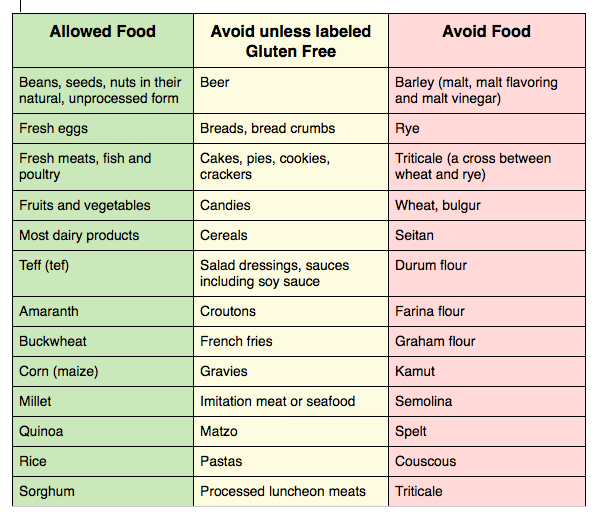 Allowed Food Avoid unless labeled Avoid Food
Gluten Free
Beans, seeds, nuts in their Beer Barley (malt, malt flavoring
natural, unprocessed form and malt vinegar)
Fresh eggs Breads, bread crumbs Rye
Fresh meats, fish and Cakes, pies, cookies, Triticale (a cross between
poultry crackers wheat and rye)
Fruits and vegetables Candies Wheat, bulgur
Most dairy products Cereals Seitan
Teff (tef) Salad dressings, sauces Durum flour
including soy sauce
Amaranth Croutons Farina flour
Buckwheat French fries Graham flour
Corn (maize) Gravies Kamut
Millet Imitation meat or seafood Semolina
Quinoa Matzo Spelt
Rice Pastas Couscous
Sorghum Processed luncheon meats Triticale